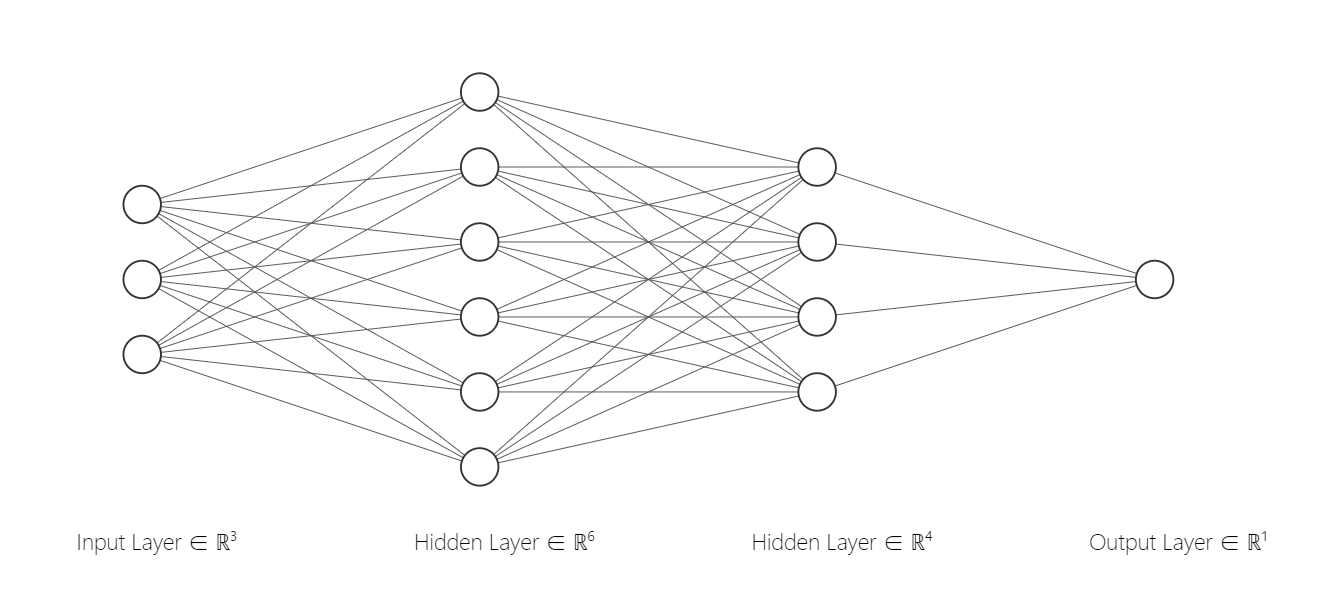 Input Layer ∈ ℝ³
Hidden Layer ∈ ℝ⁶
Hidden Layer ∈ ℝ⁴
Output Layer ∈ ℝ¹